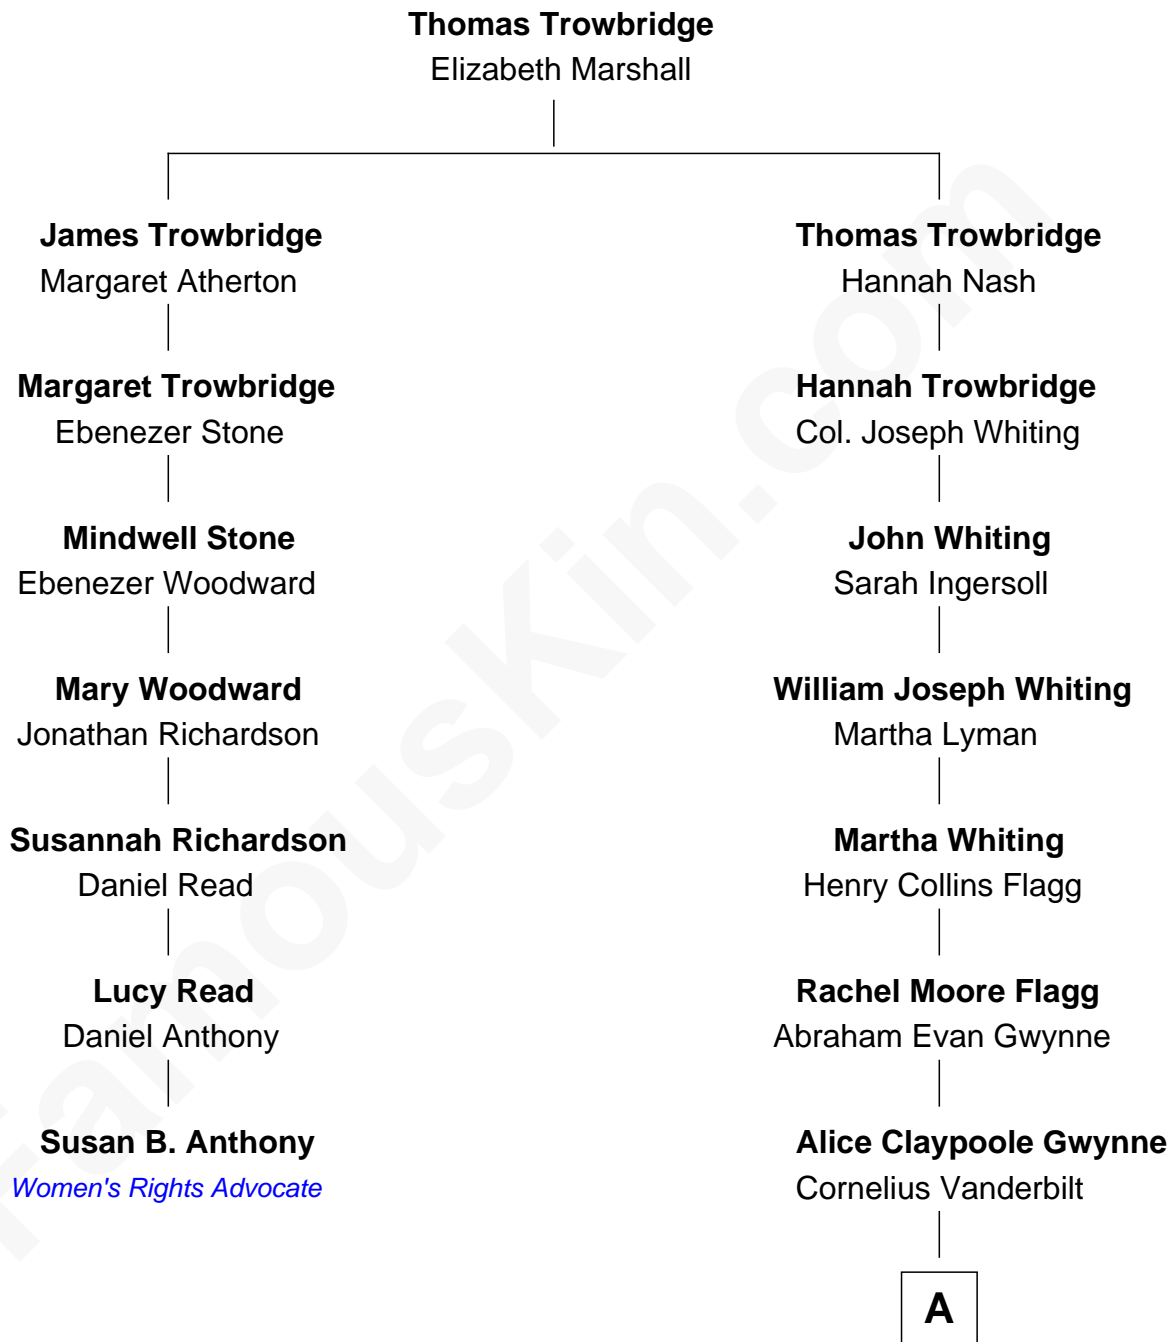 Thomas Trowbridge
Elizabeth Marshall
James Trowbridge
Margaret Atherton
Thomas Trowbridge
Hannah Nash
Margaret Trowbridge
Ebenezer Stone
Hannah Trowbridge
Col. Joseph Whiting
Mindwell Stone
Ebenezer Woodward
John Whiting
Sarah Ingersoll
Mary Woodward
Jonathan Richardson
William Joseph Whiting
Martha Lyman
Susannah Richardson
Daniel Read
Martha Whiting
Henry Collins Flagg
Lucy Read
Daniel Anthony
Rachel Moore Flagg
Abraham Evan Gwynne
Susan B. Anthony
Women's Rights Advocate
Alice Claypoole Gwynne
Cornelius Vanderbilt
A
FamousKin.com